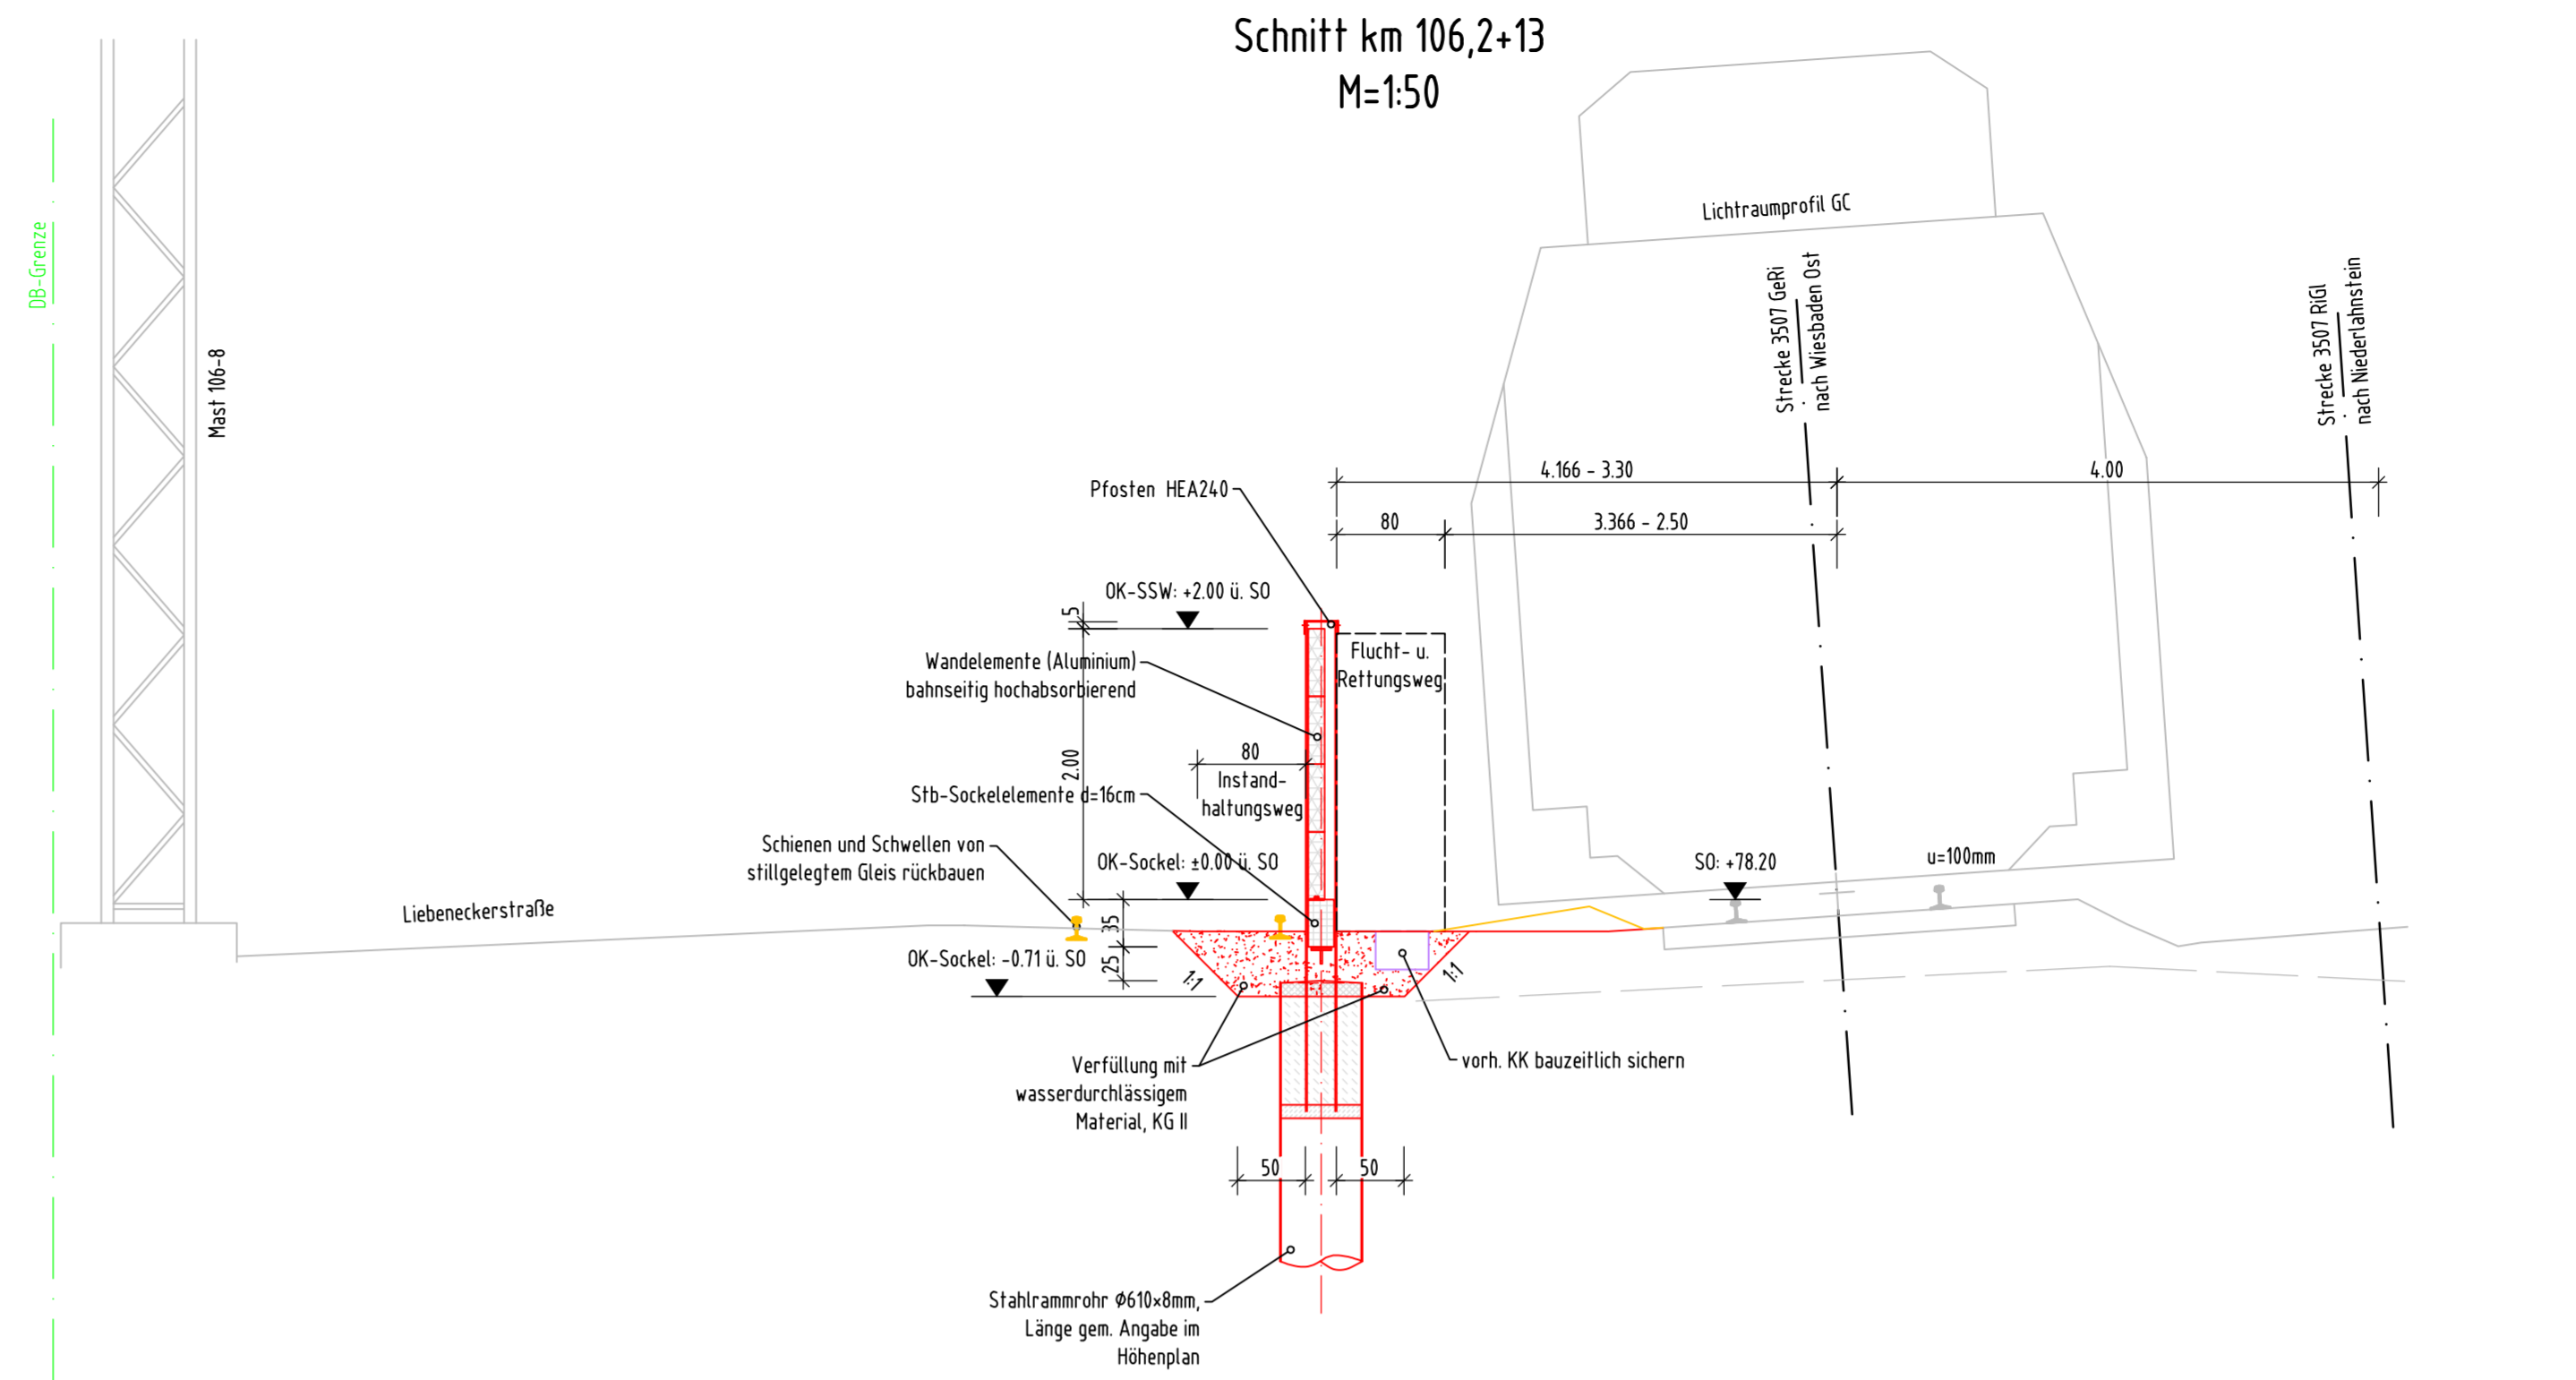 Schnitt km 106,2+13
M=1:50
DB-Grenze
Mast 106-8
Lichtraumprofil GC
Strecke 3507 GeRi
nach Wiesbaden Ost
Strecke 3507 RiGl
nach Niederlahnstein
4.166 - 3.30
4.00
Pfosten HEA240
80
3.366 - 2.50
OK-SSW: +2.00 ü. SO
5
Flucht- u.
Rettungsweg
Wandelemente (Aluminium)
bahnseitig hochabsorbierend
2.00
80
Instand-
haltungsweg
Stb-Sockelelemente d=16cm
Schienen und Schwellen von
stillgelegtem Gleis rückbauen
OK-Sockel: ±0.00 ü. SO
SO: +78.20
u=100mm
Liebeneckerstraße
35
OK-Sockel: -0.71 ü. SO
25
1:1
1:1
Verfüllung mit
wasserdurchlässigem
Material, KG II
vorh. KK bauzeitlich sichern
50
50
Stahlrammrohr Ø610×8mm,
Länge gem. Angabe im
Höhenplan